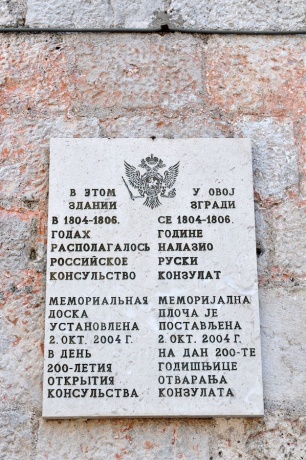 В ЭТОМ
ЗДАНИИ
В 1804-1806.
ГОДАХ
РАСПОЛАГАЛОСЬ
РОССИЙСКОЕ
КОНСУЛЬСТВО
МЕМОРИАЛЬНАЯ
ДОСКА
УСТАНОВЛЕНА
2. ОКТ. 2004 Г.
В ДЕНЬ
200-ЛЕТИЯ
ОТКРЫТИЯ
КОНСУЛЬСТВА
У ОВОЈ
ЗГРАДИ
СЕ 1804-1806.
ГОДИНЕ
НАЛАЗИО
РУСКИ
КОНЗУЛАТ
МЕМОРИЈАЛНА
ПЛОЧА ЈЕ
ПОСТАВЉЕНА
2. ОКТ. 2004 Г.
НА ДАН 200-ТЕ
ГОДИШЊИЦЕ
ОТВАРАЊА
КОНЗУЛАТА